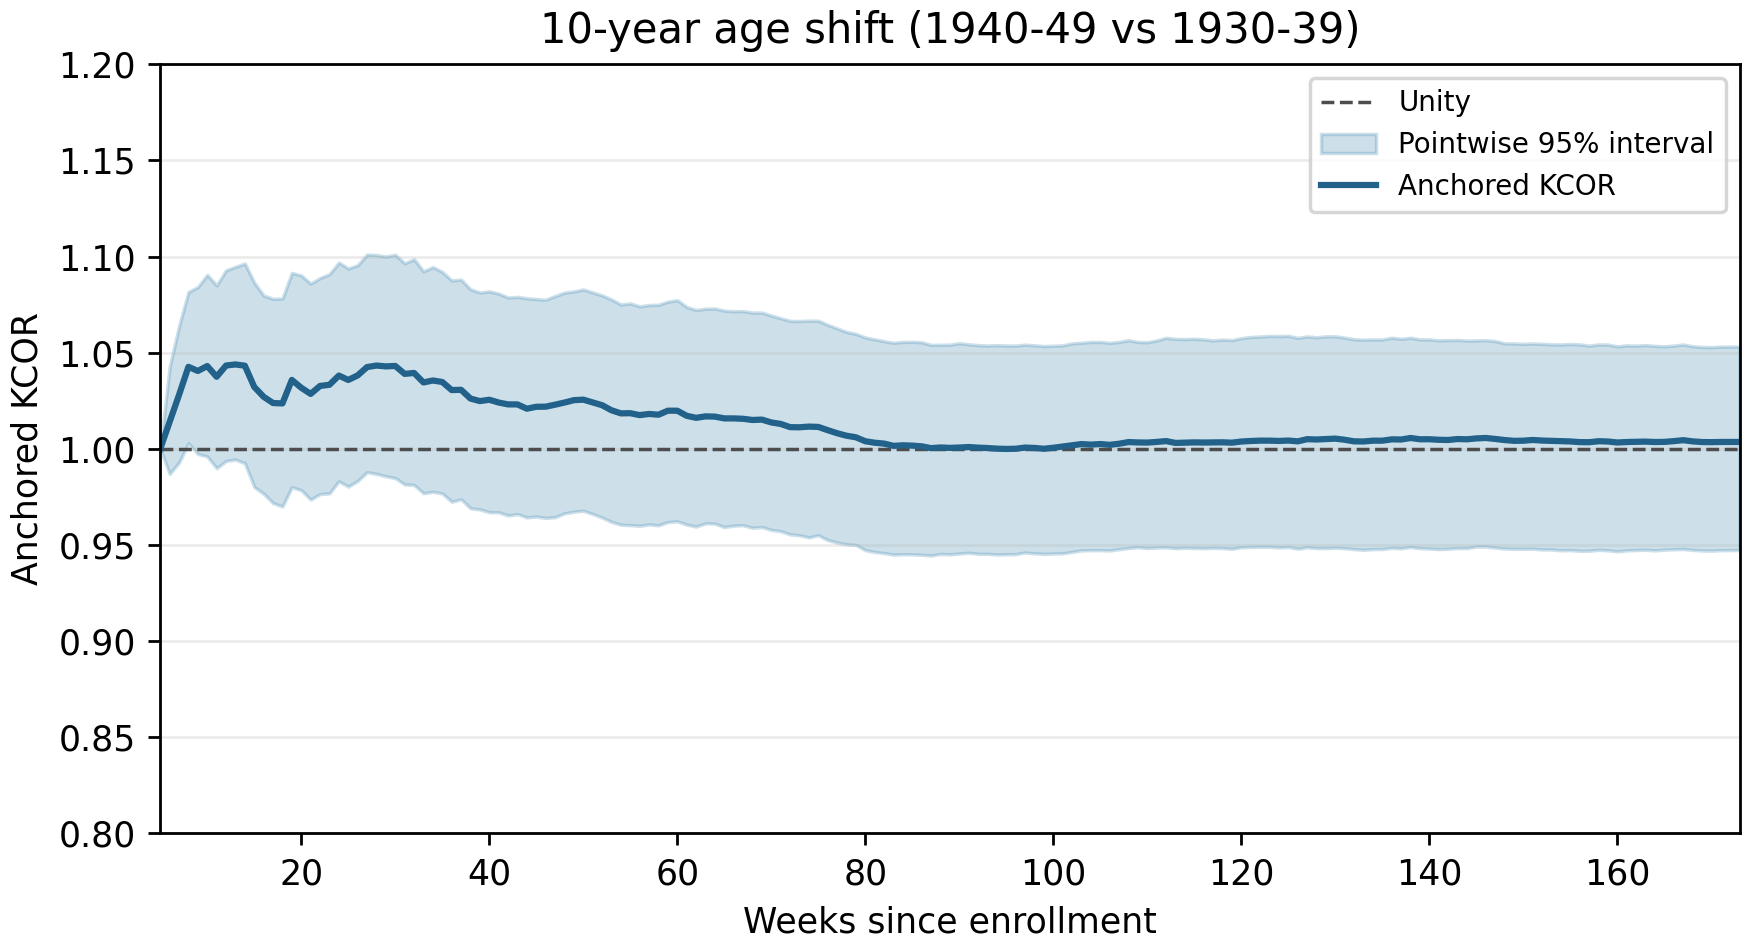 10-year age shift (1940-49 vs 1930-39)
Unity
Pointwise 95% interval
Anchored KCOR
Anchored KCOR
1.20
1.15
1.10
1.05
1.00
0.95
0.90
0.85
0.80
20 40 60 80 100 120 140 160
Weeks since enrollment